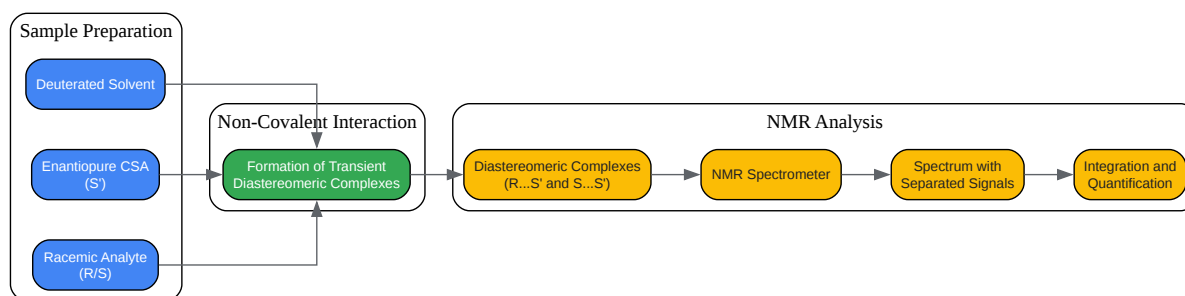 Sample Preparation
Deuterated Solvent
Enantiopure CSA
(S')
Racemic Analyte
(R/S)
Non-Covalent Interaction
Formation of Transient
Diastereomeric Complexes
NMR Analysis
Diastereomeric Complexes
(R...S' and S...S')
NMR Spectrometer
Spectrum with
Separated Signals
Integration and
Quantification